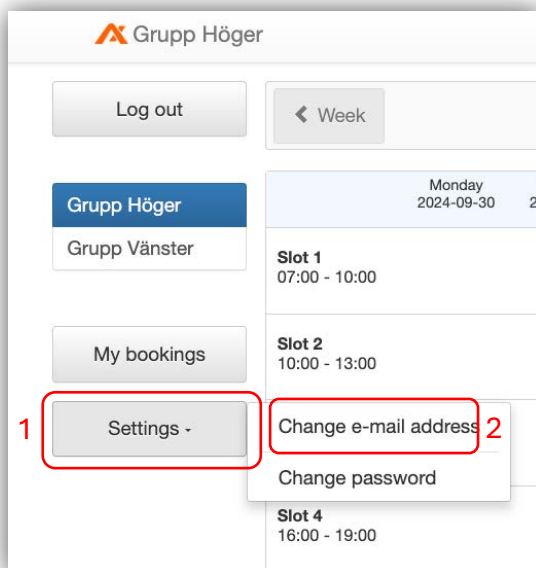 Grupp Höger
Log out
Week
Monday
2024-09-30
2
Grupp Höger
Grupp Vänster
Slot 1
07:00 - 10:00
Slot 2
10:00 - 13:00
My bookings
1
Settings
Change e-mail address
2
Change password
Slot 4
16:00 - 19:00